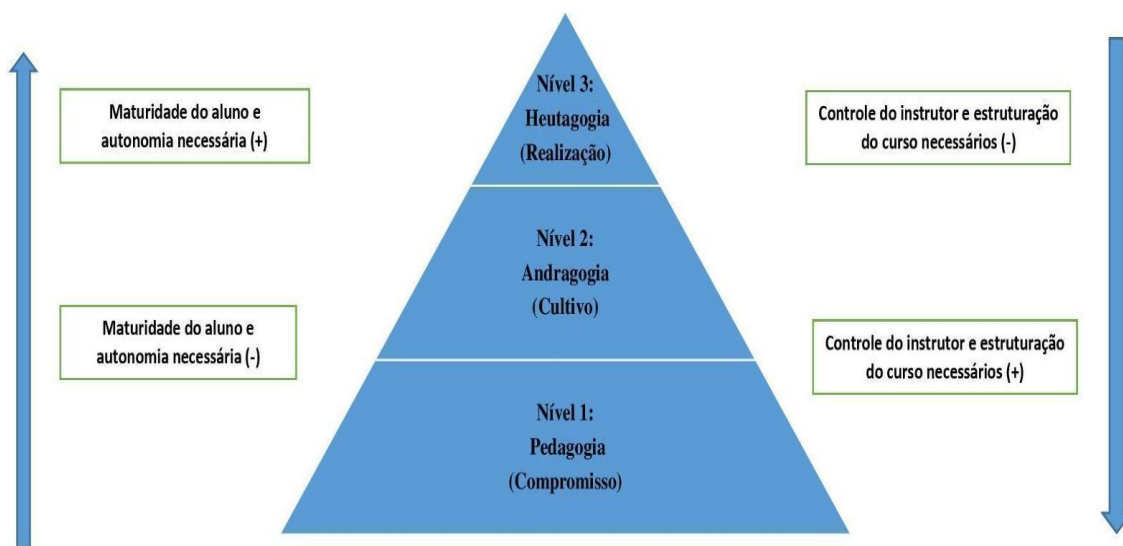 Nível 3:
Heutagogia
(Realização)
Maturidade do aluno e
autonomia necessária (+)
Controle do instrutor e estruturação
do curso necessários (-)
Nível 2:
Andragogia
(Cultivo)
Maturidade do aluno e
autonomia necessária (-)
Controle do instrutor e estruturação
do curso necessários (+)
Nível 1:
Pedagogia
(Compromisso)